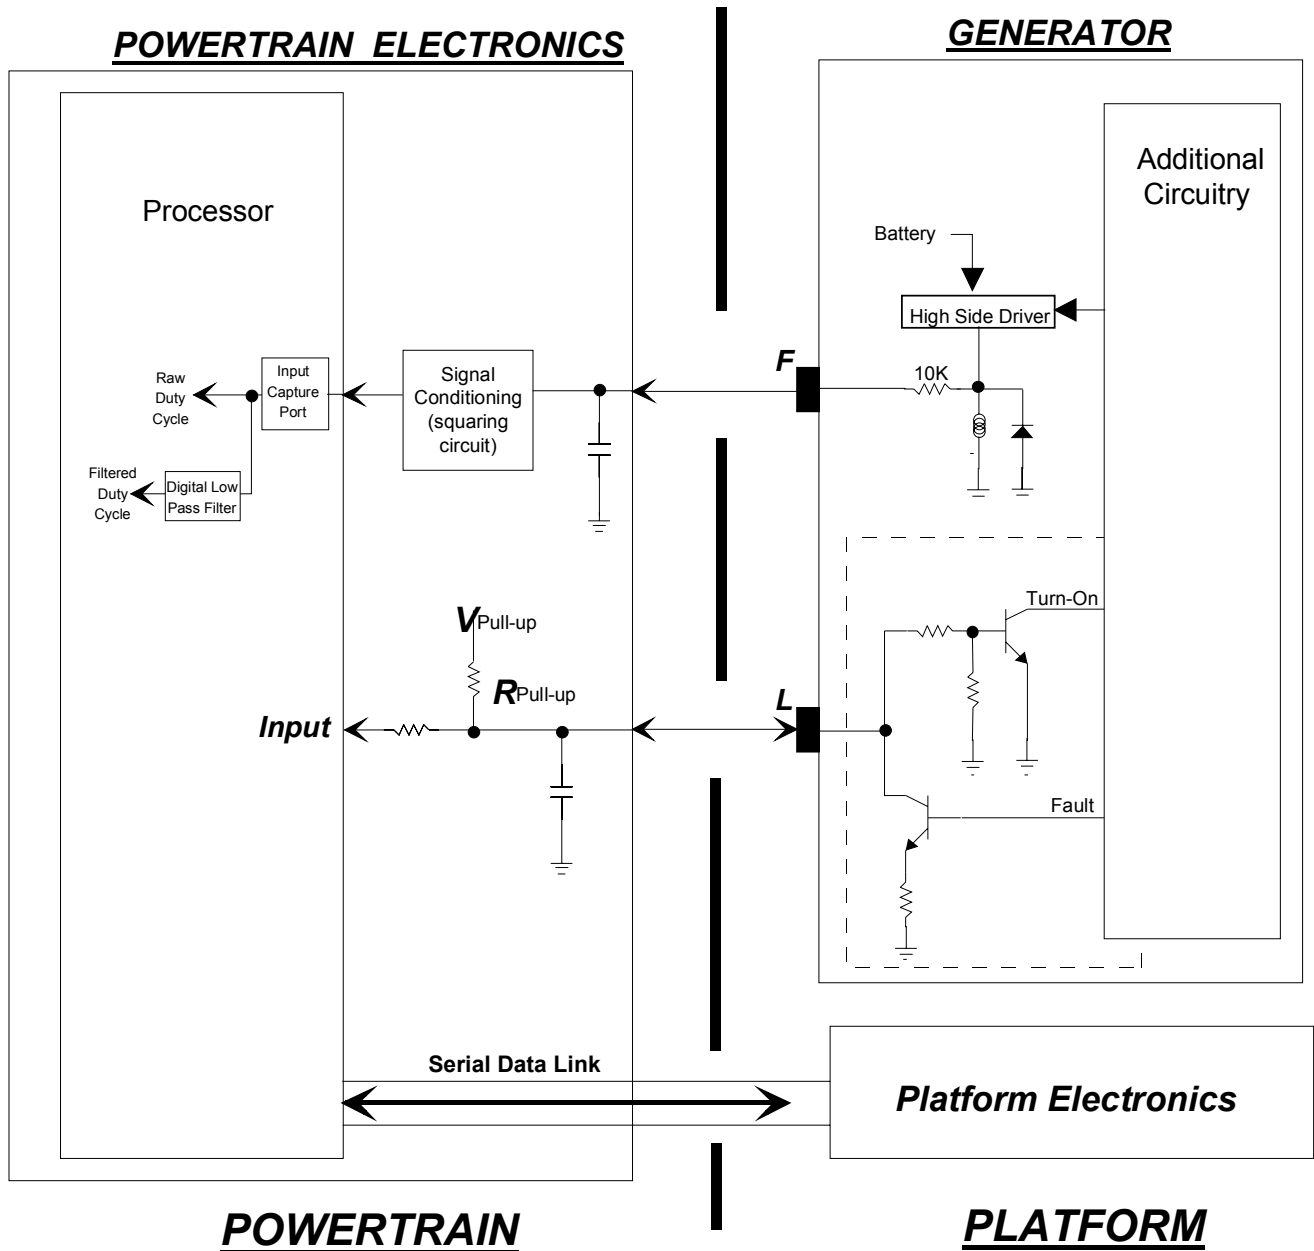 POWERTRAIN ELECTRONICS
GENERATOR
Processor
Additional
Circuitry
Battery
High Side Driver
F
10K
Signal
Conditioning
(squaring
circuit)
Input
Capture
Port
Raw
Duty
Cycle
Filtered
Duty
Cycle
Digital Low
Pass Filter
V Pull-up
R Pull-up
Input
L
Turn-On
Fault
Serial Data Link
Platform Electronics
POWERTRAIN
PLATFORM